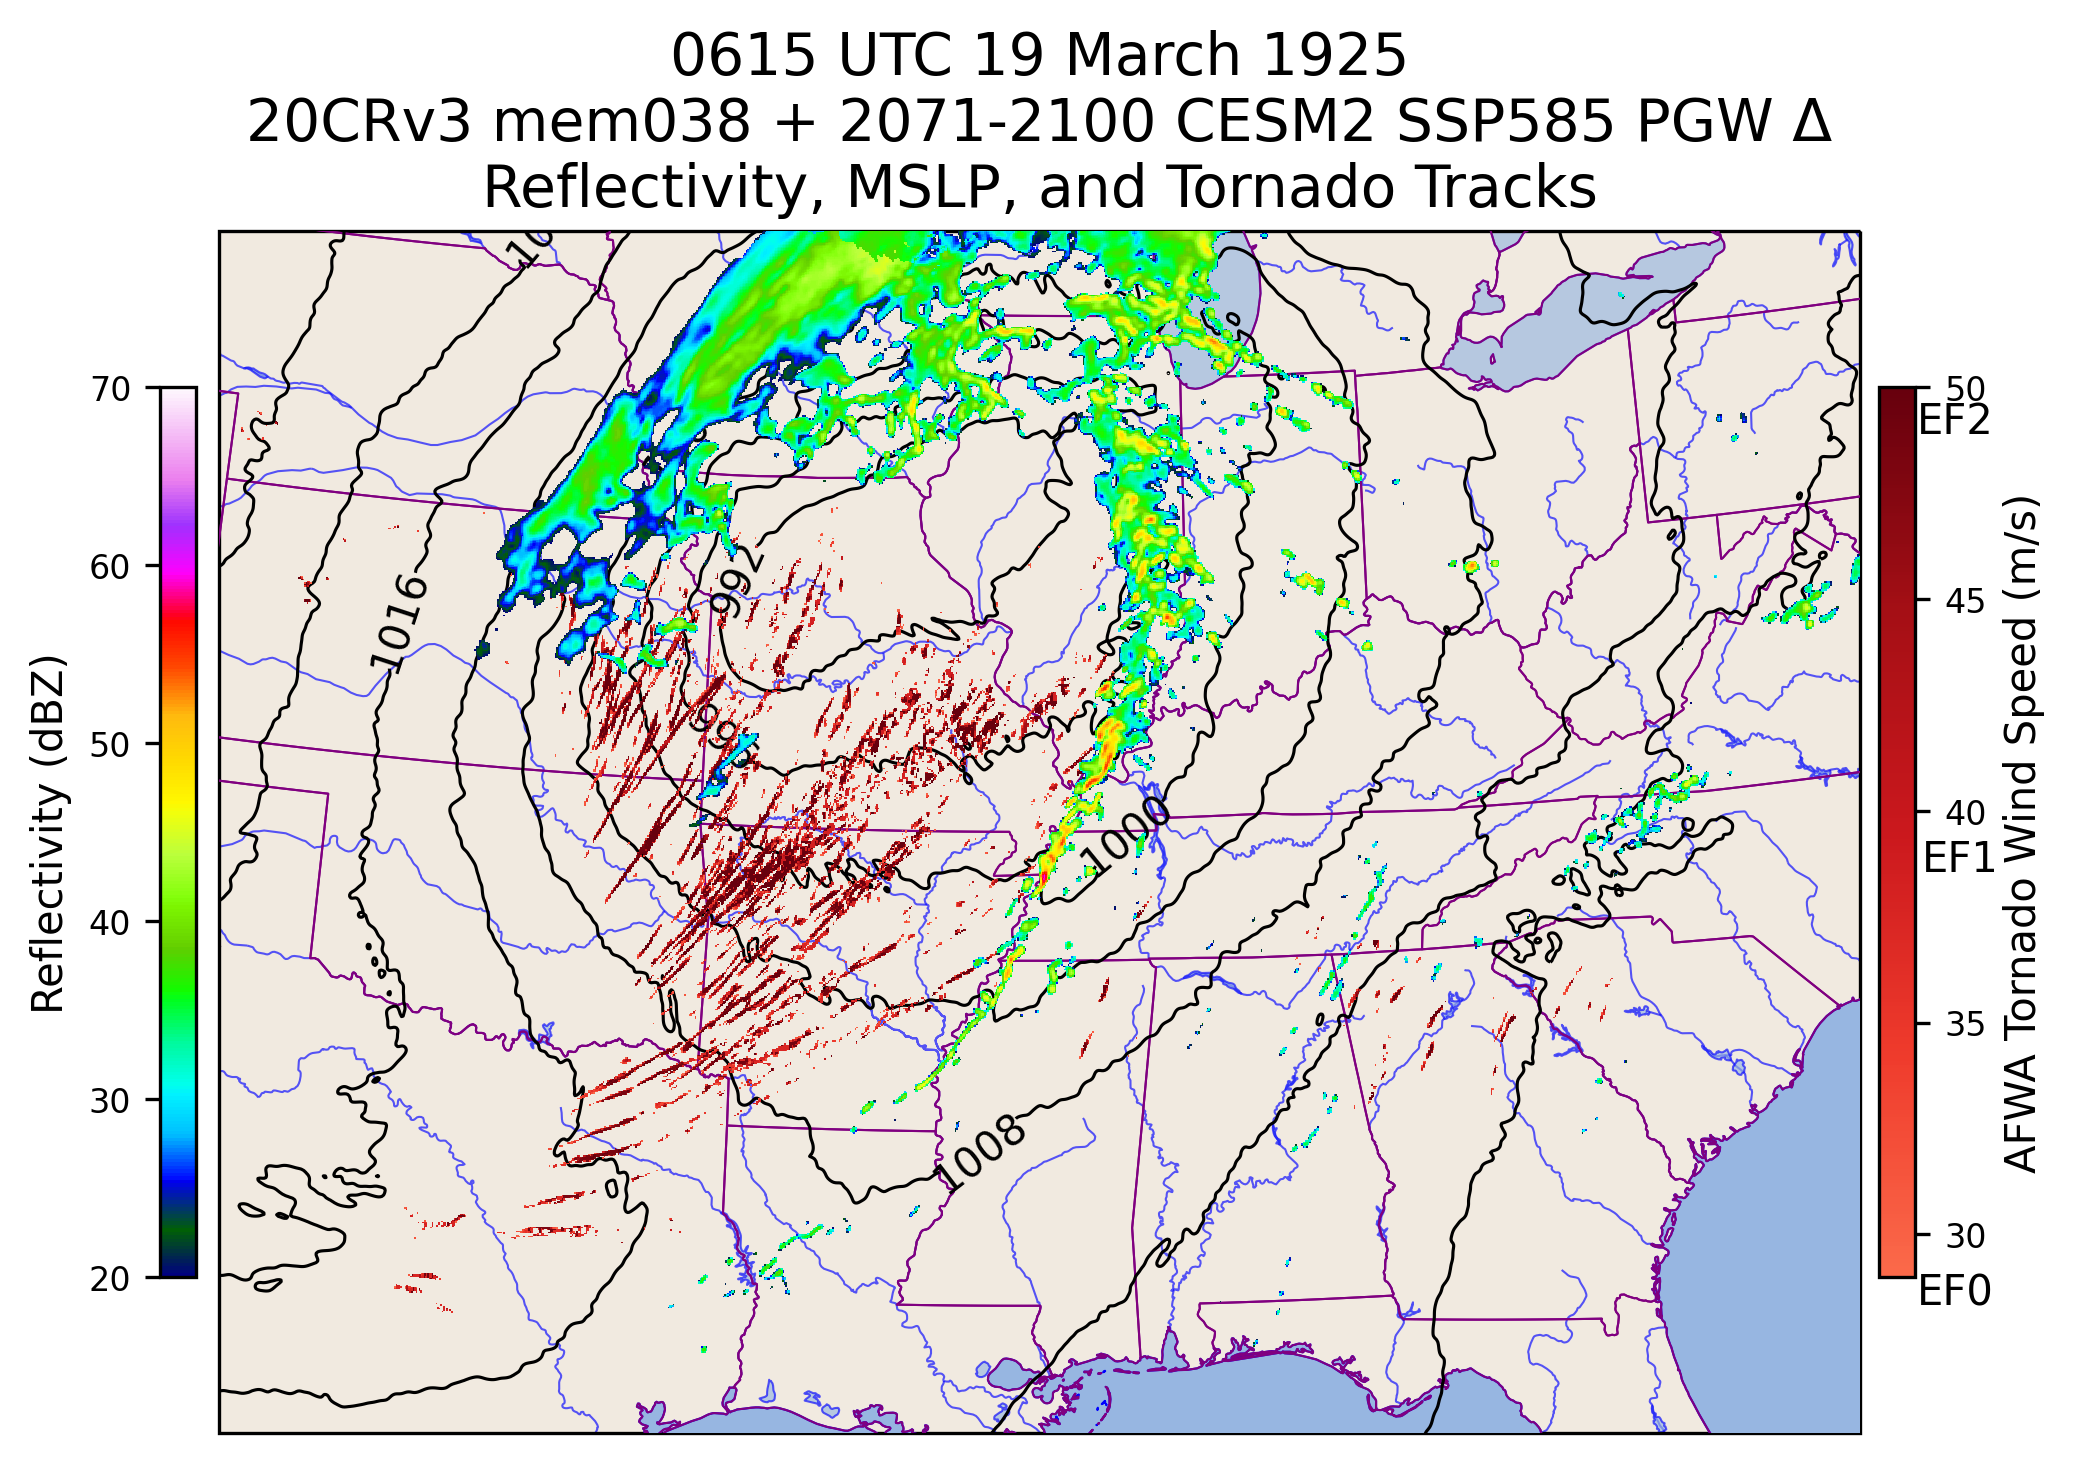 0615 UTC 19 March 1925
20CRv3 mem038 + 2071-2100 CESM2 SSP585 PGW Δ
Reflectivity, MSLP, and Tornado Tracks
70
60
50
40
30
20
Reflectivity (dBZ)
1016
992
1000
1008
50
EF2
45
40
EF1
35
30
EF0
AFWA Tornado Wind Speed (m/s)